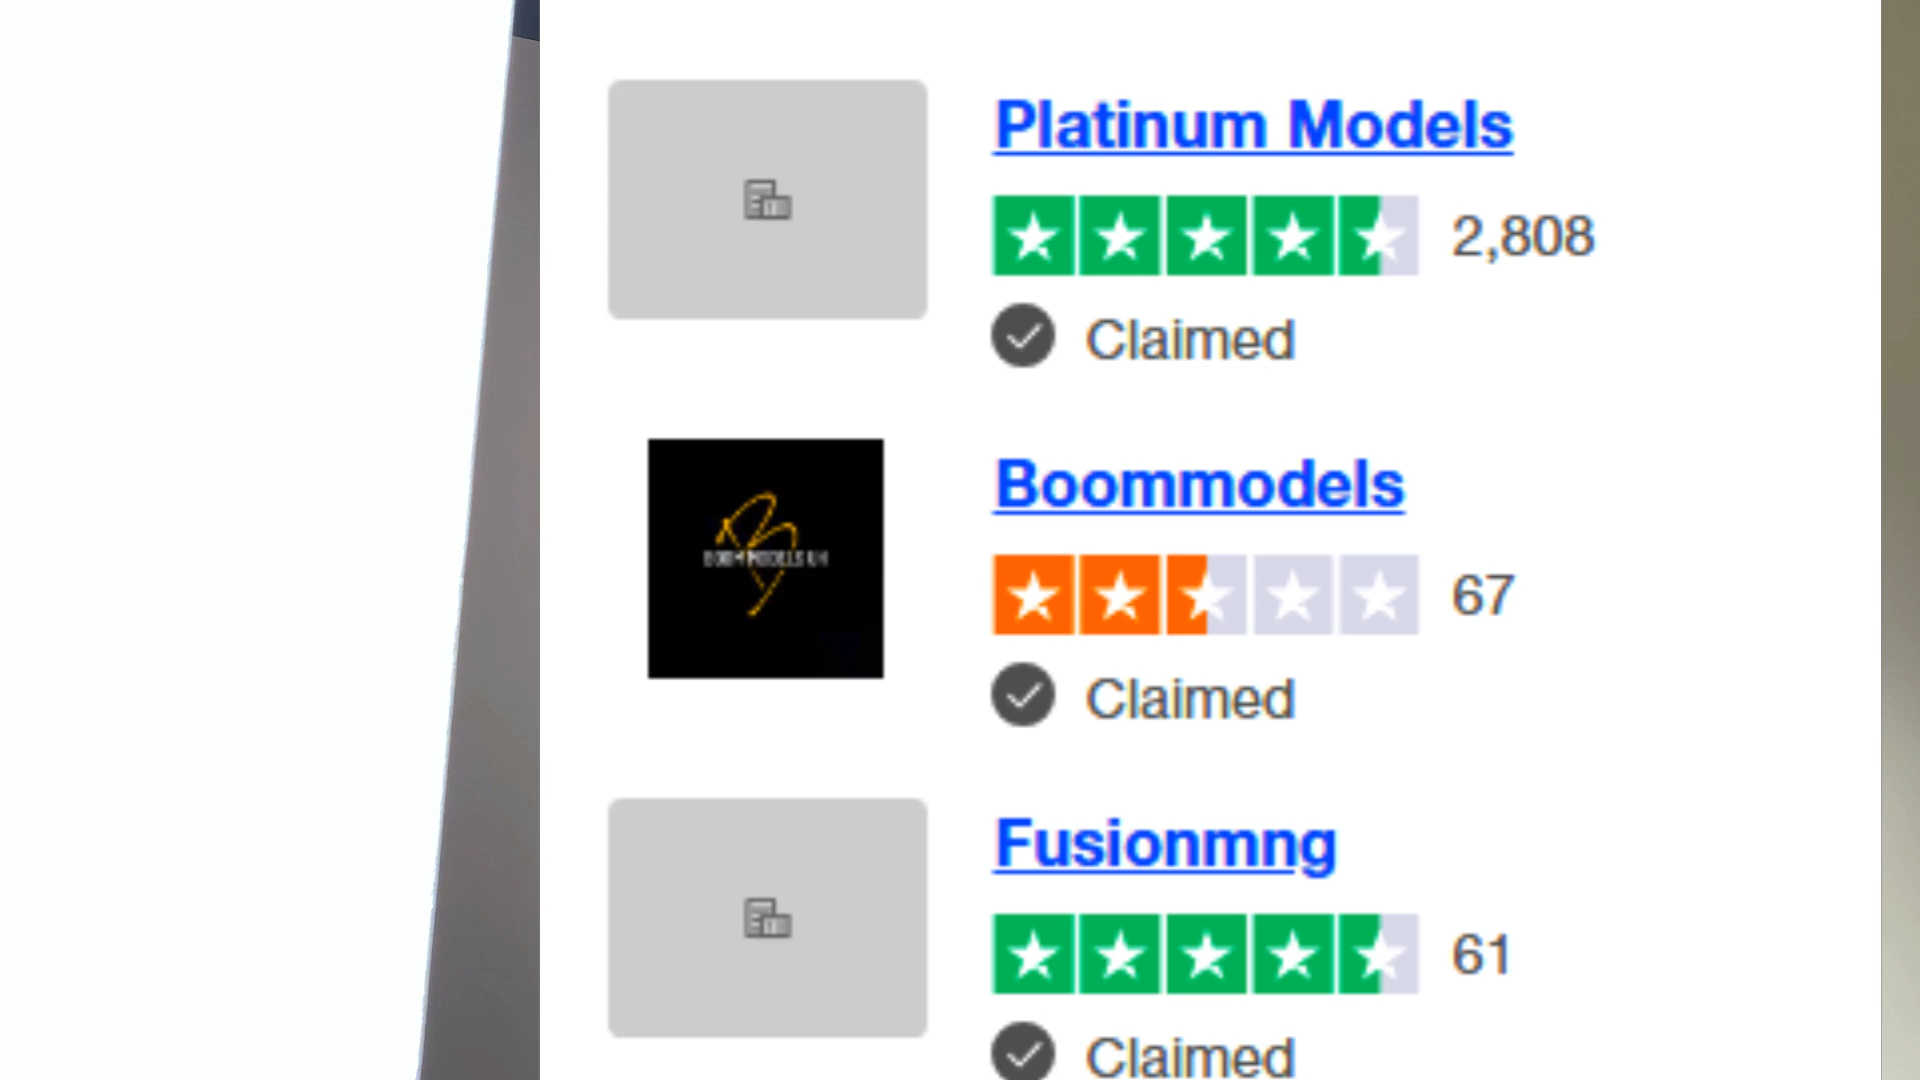 Platinum Models
2,808
Claimed
Boommodels
67
Claimed
Fusionmng
61
Claimed